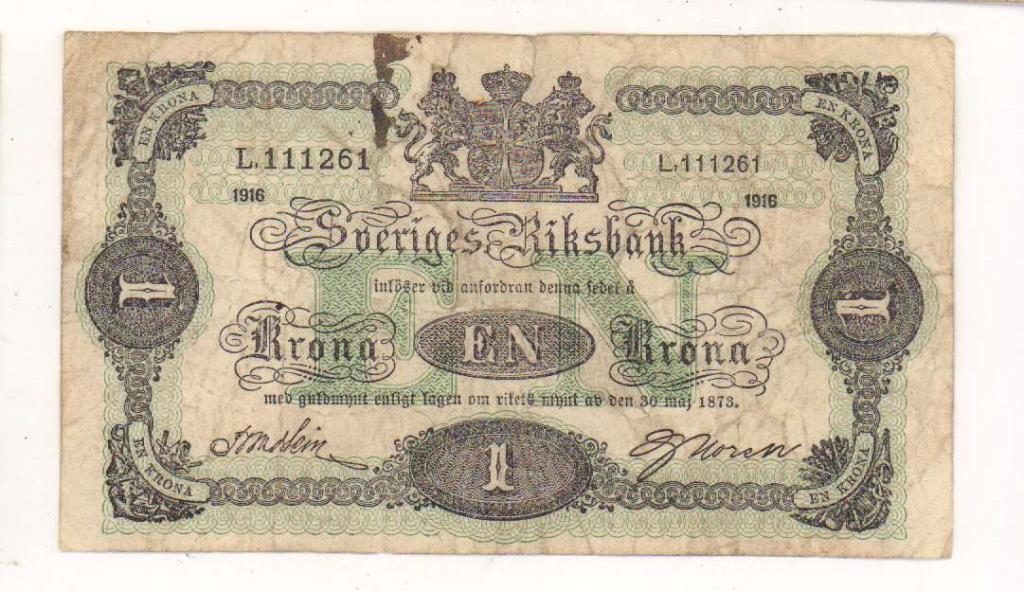 EN KRONA EN KRONA
L.111261 L.111261
1916 1916
Sveriges Riksbank
inlöser vid anfordran denna sedel å
1 1
Krona EN Krona
EN
med guldmynt enligt lagen om rikets mynt av den 30 maj 1873.
1
EN KRONA EN KRONA